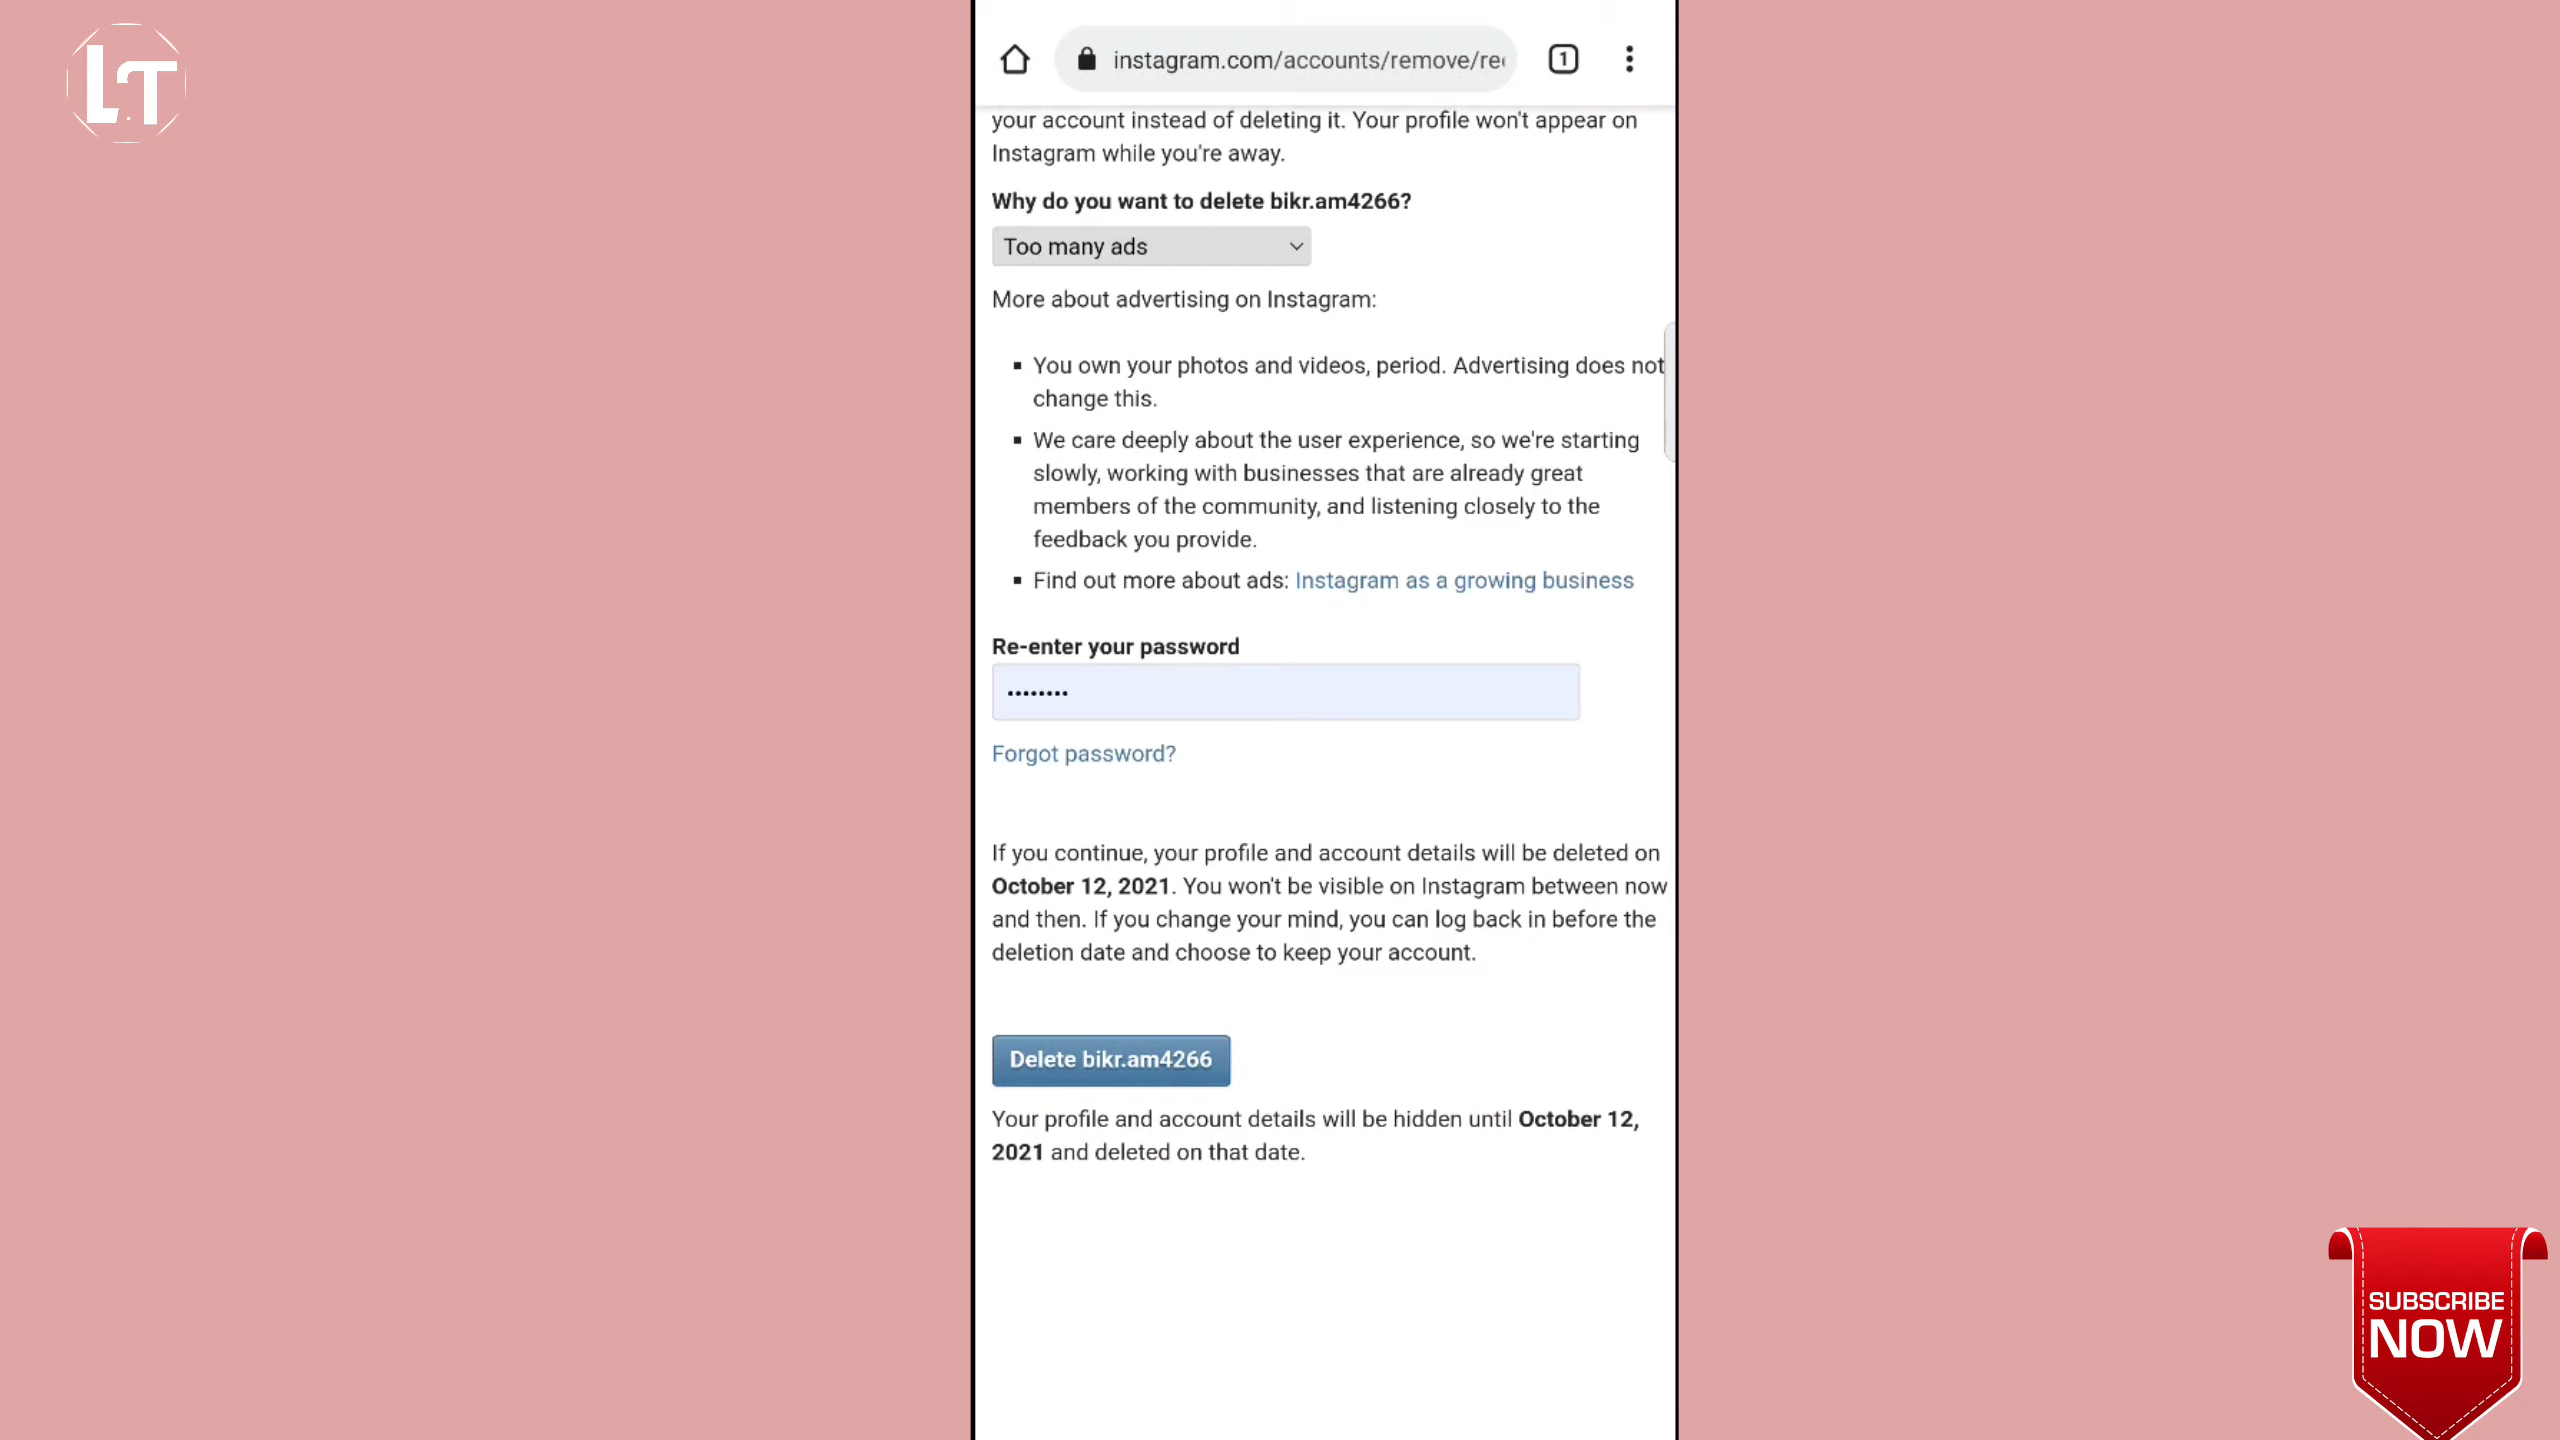 LT
instagram.com/accounts/remove/re
1
your account instead of deleting it. Your profile won't appear on
Instagram while you're away.
Why do you want to delete bikr.am4266?
Too many ads
More about advertising on Instagram:
▪ You own your photos and videos, period. Advertising does not
change this.
▪ We care deeply about the user experience, so we're starting
slowly, working with businesses that are already great
members of the community, and listening closely to the
feedback you provide.
▪ Find out more about ads: Instagram as a growing business
Re-enter your password
••••••••
Forgot password?
If you continue, your profile and account details will be deleted on
October 12, 2021. You won't be visible on Instagram between now
and then. If you change your mind, you can log back in before the
deletion date and choose to keep your account.
Delete bikr.am4266
Your profile and account details will be hidden until October 12,
2021 and deleted on that date.
SUBSCRIBE
NOW